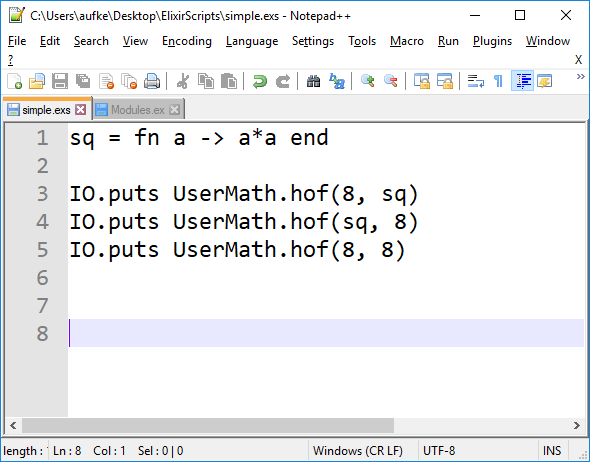 C:\Users\aufke\Desktop\ElixirScripts\simple.exs - Notepad++
File Edit Search View Encoding Language Settings Tools Macro Run Plugins Window
? X
simple.exs Modules.ex
1 sq = fn a -> a*a end
2
3 IO.puts UserMath.hof(8, sq)
4 IO.puts UserMath.hof(sq, 8)
5 IO.puts UserMath.hof(8, 8)
6
7
8
length : Ln : 8 Col : 1 Sel : 0 | 0 Windows (CR LF) UTF-8 INS